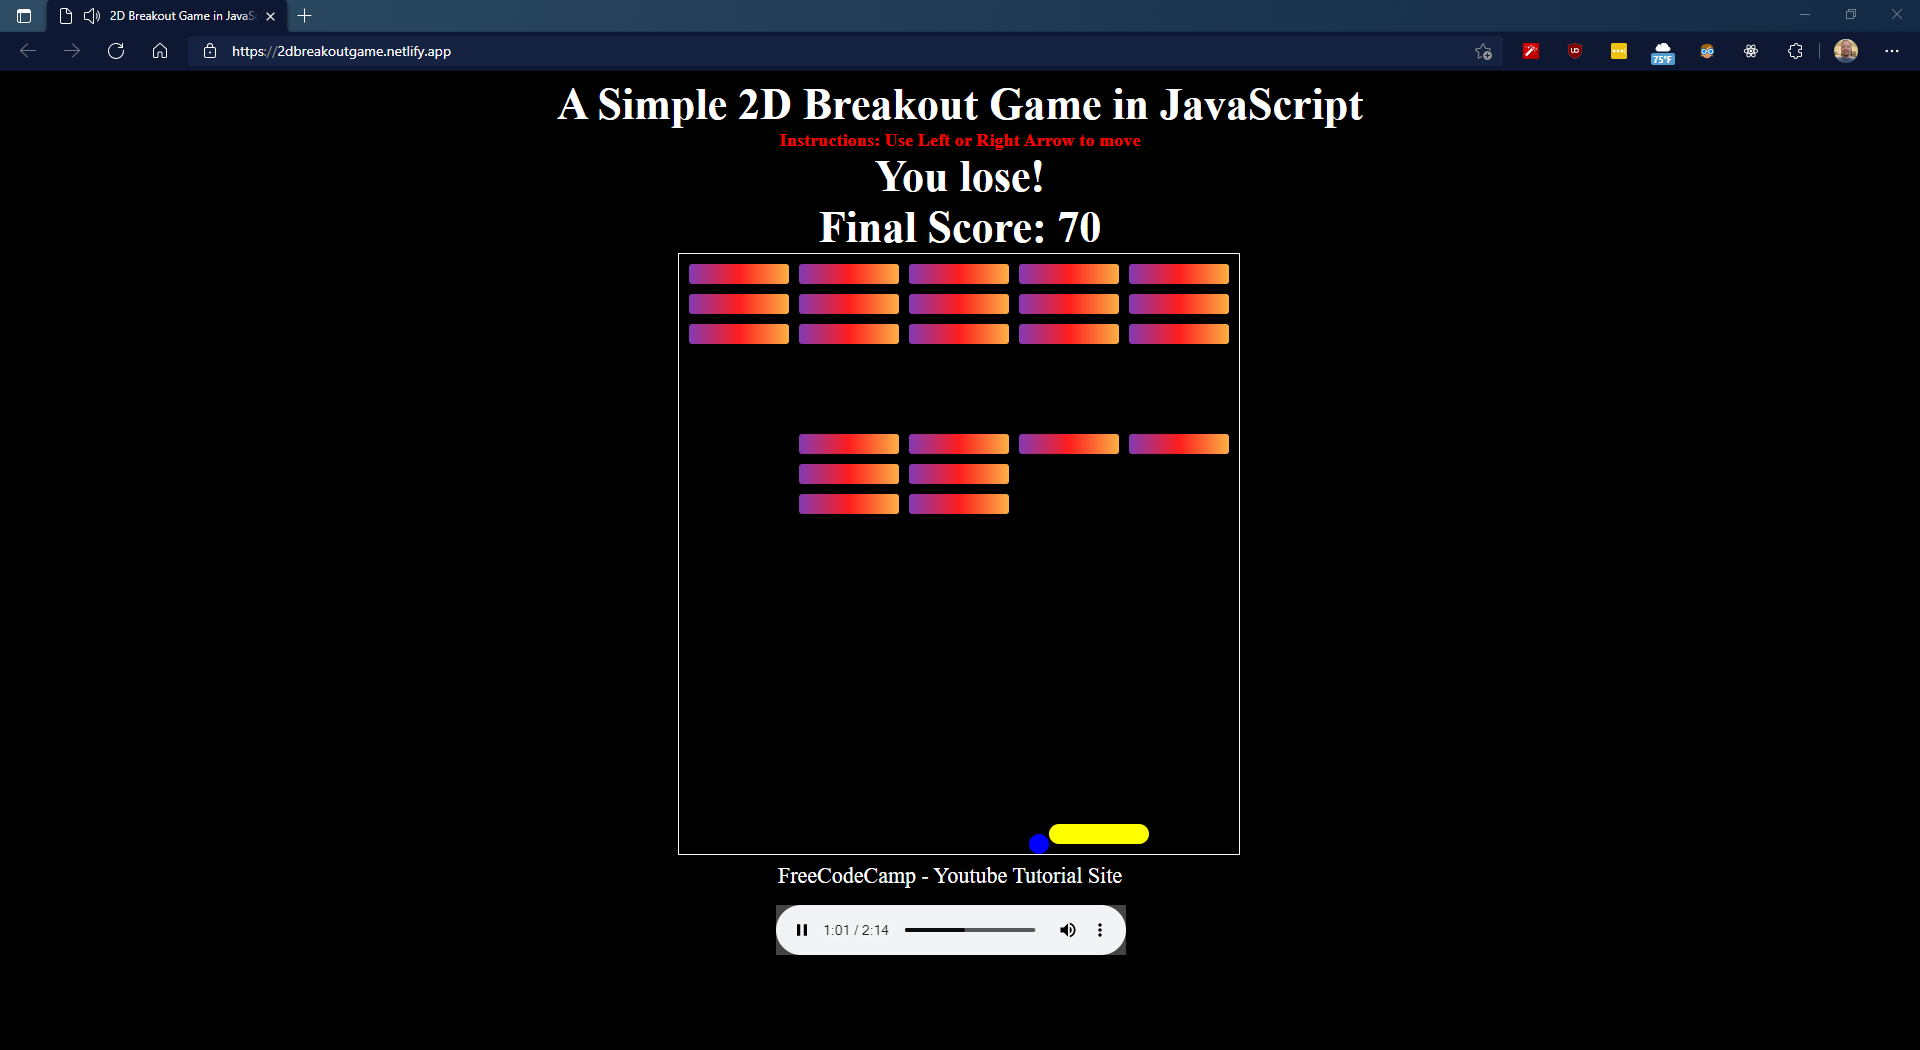 2D Breakout Game in JavaS
https://2dbreakoutgame.netlify.app
75°F
A Simple 2D Breakout Game in JavaScript
Instructions: Use Left or Right Arrow to move
You lose!
Final Score: 70
FreeCodeCamp - Youtube Tutorial Site
1:01 / 2:14